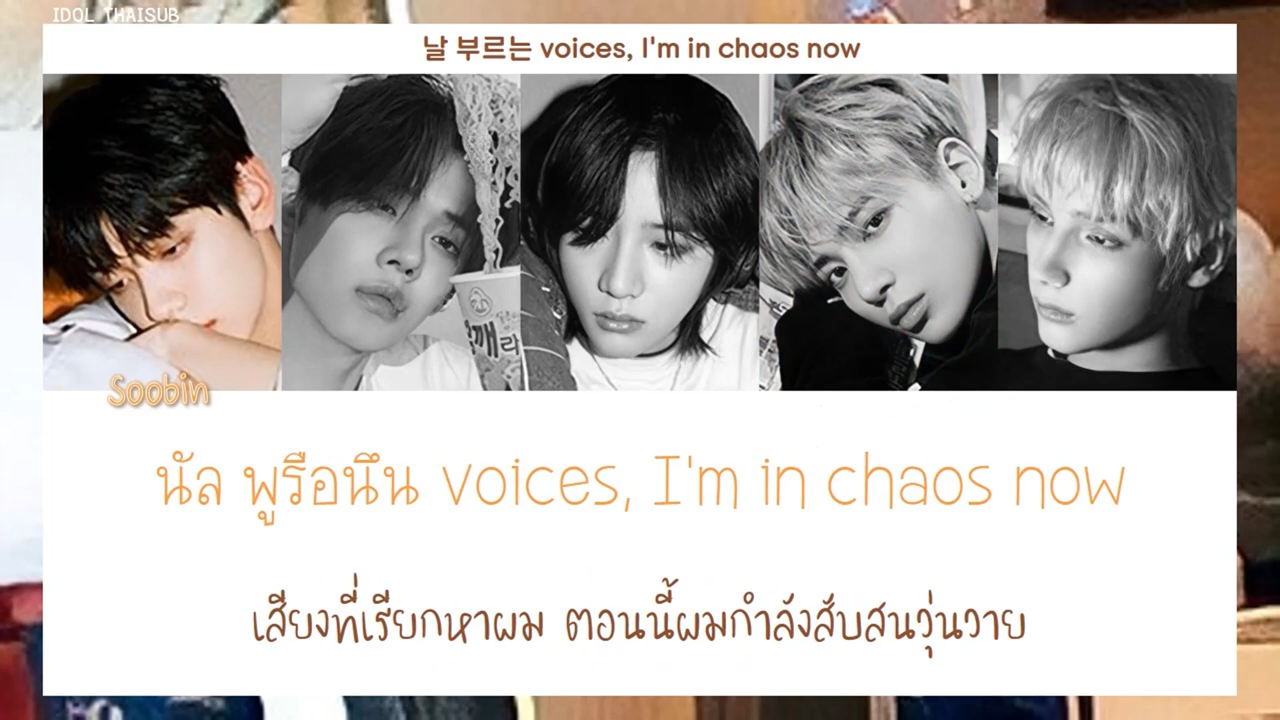 IDOL THAISUB
날 부르는 voices, I'm in chaos now
깨라
Soobin
นัล พูรือนึน voices, I'm in chaos now
เสียงที่เรียกหาผม ตอนนี้ผมกำลังสับสนวุ่นวาย